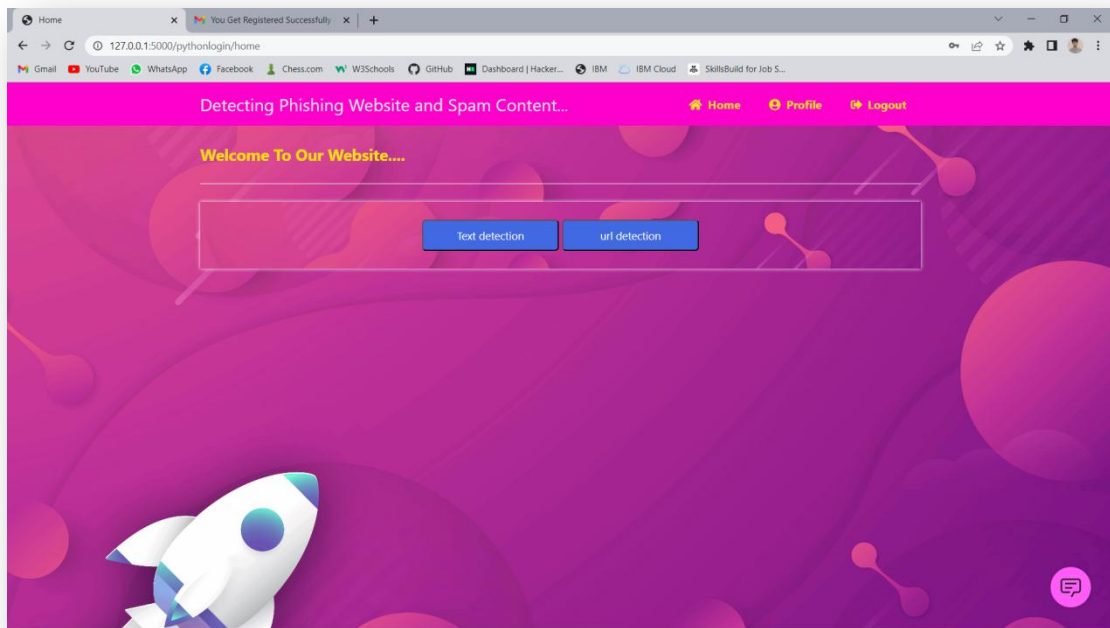 Home
You Get Registered Successfully
127.0.0.1:5000/pythonlogin/home
Gmail YouTube WhatsApp Facebook Chess.com W3Schools GitHub Dashboard | Hacker... IBM IBM Cloud SkillsBuild for Job S...
Detecting Phishing Website and Spam Content... Home Profile Logout
Welcome To Our Website....
Text detection url detection